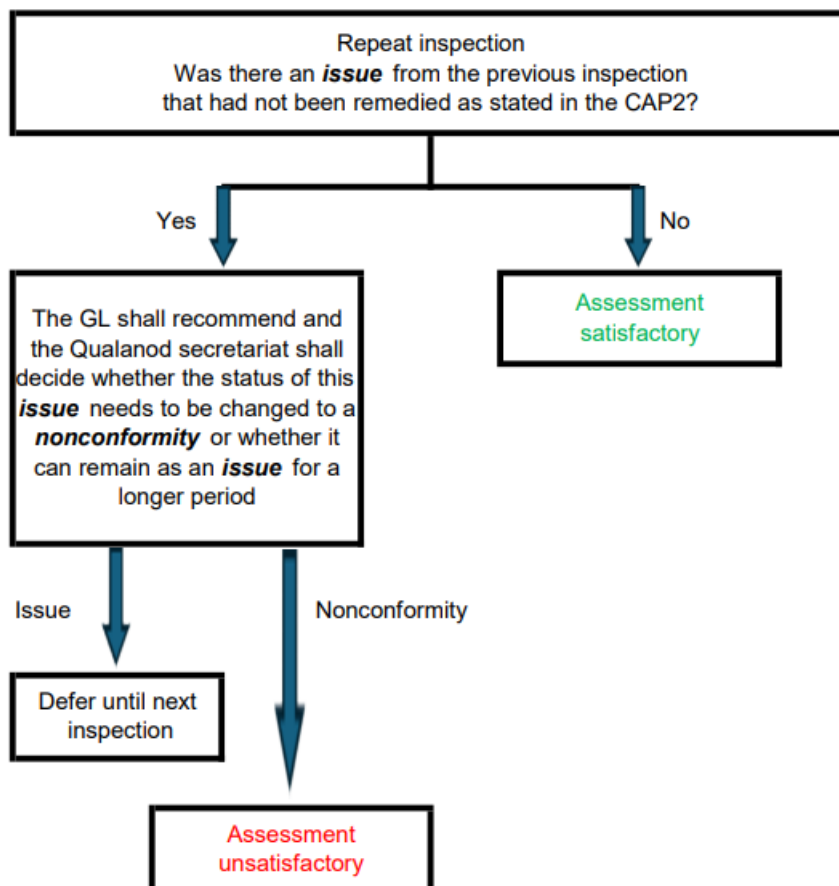 Repeat inspection
Was there an issue from the previous inspection
that had not been remedied as stated in the CAP2?
Yes
No
The GL shall recommend and
the Qualanod secretariat shall
decide whether the status of this
issue needs to be changed to a
nonconformity or whether it
can remain as an issue for a
longer period
Assessment
satisfactory
Issue
Nonconformity
Defer until next
inspection
Assessment
unsatisfactory